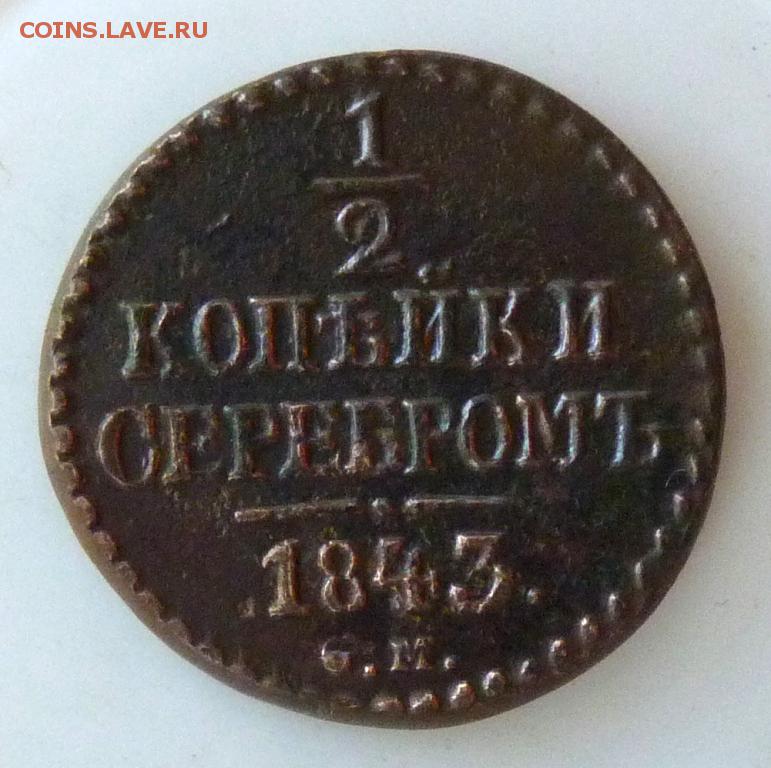 COINS.LAVE.RU
1
2
КОПѢЙКИ
СЕРЕБРОМЪ
.1843.
С.М.